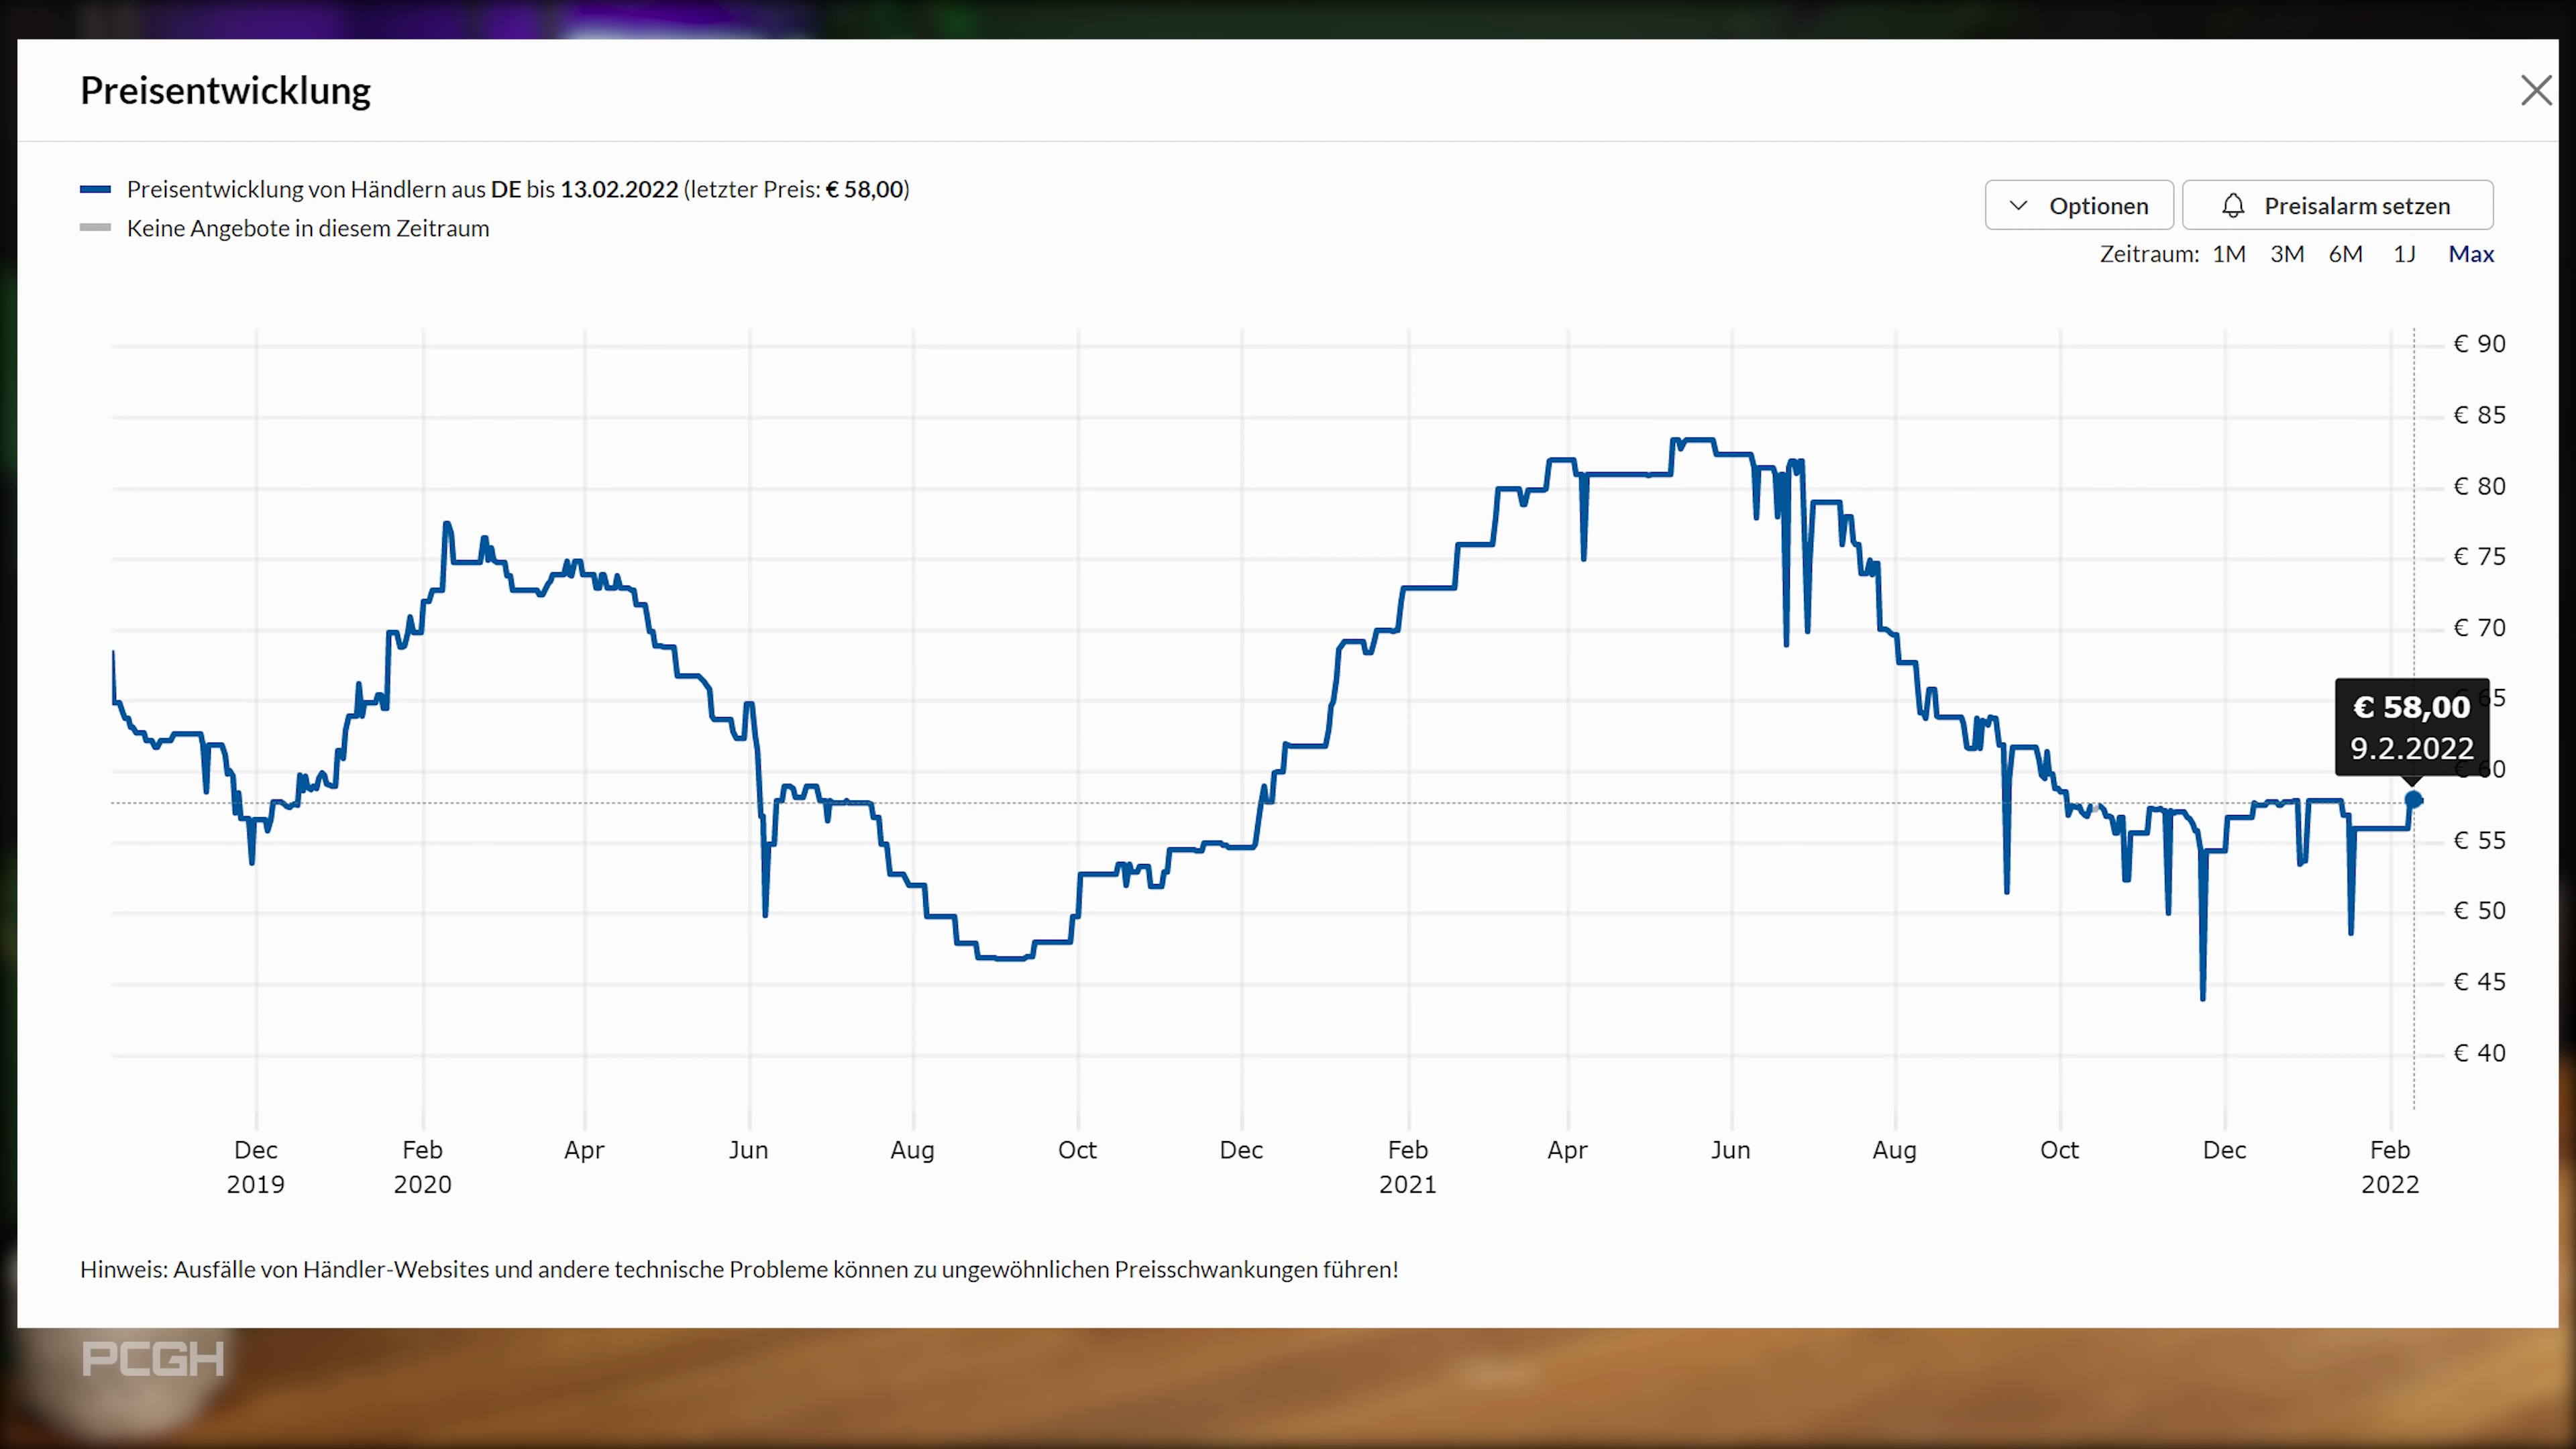 Preisentwicklung
Preisentwicklung von Händlern aus DE bis 13.02.2022 (letzter Preis: € 58,00)
Keine Angebote in diesem Zeitraum
Optionen
Preisalarm setzen
Zeitraum: 1M 3M 6M 1J Max
€ 90
€ 85
€ 80
€ 75
€ 70
€ 65
€ 58,00
9.2.2022
€ 60
€ 55
€ 50
€ 45
€ 40
Dec Feb Apr Jun Aug Oct Dec Feb Apr Jun Aug Oct Dec Feb
2019 2020 2021 2022
Hinweis: Ausfälle von Händler-Websites und andere technische Probleme können zu ungewöhnlichen Preisschwankungen führen!
PCGH